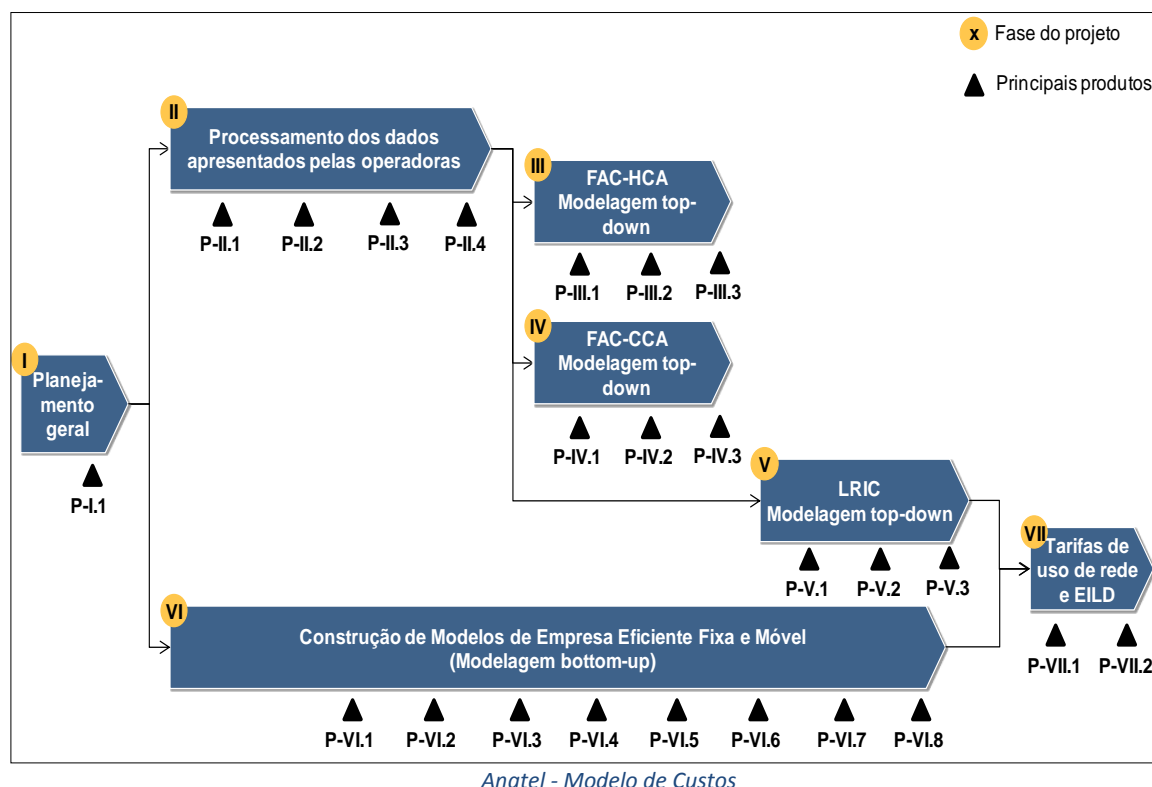 x Fase do projeto
Principais produtos
II
Processamento dos dados
apresentados pelas operadoras
P-II.1 P-II.2 P-II.3 P-II.4
III
FAC-HCA
Modelagem top-
down
P-III.1 P-III.2 P-III.3
IV
FAC-CCA
Modelagem top-
down
P-IV.1 P-IV.2 P-IV.3
I
Planeja-
mento
geral
P-I.1
V
LRIC
Modelagem top-down
P-V.1 P-V.2 P-V.3
VII
Tarifas de
uso de rede
e EILD
P-VII.1 P-VII.2
VI
Construção de Modelos de Empresa Eficiente Fixa e Móvel
(Modelagem bottom-up)
P-VI.1 P-VI.2 P-VI.3 P-VI.4 P-VI.5 P-VI.6 P-VI.7 P-VI.8
Anatel - Modelo de Custos